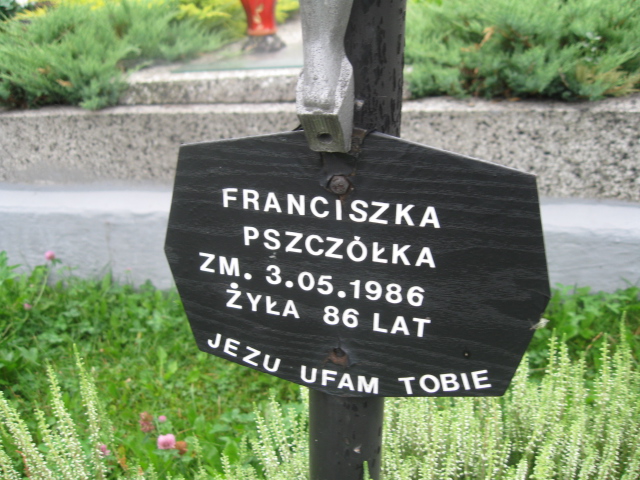 FRANCISZKA
PSZCZÓŁKA
ZM. 3.05.1986
ŻYŁA 86 LAT
JEZU UFAM TOBIE